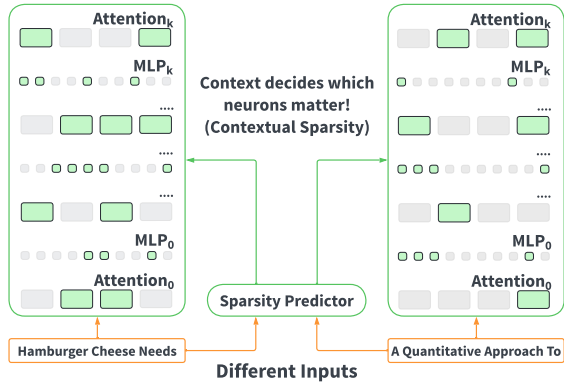 Attentionₖ
MLPₖ
....
....
MLP₀
Attention₀
Hamburger Cheese Needs
Context decides which
neurons matter!
(Contextual Sparsity)
Sparsity Predictor
Different Inputs
Attentionₖ
MLPₖ
....
....
MLP₀
Attention₀
A Quantitative Approach To